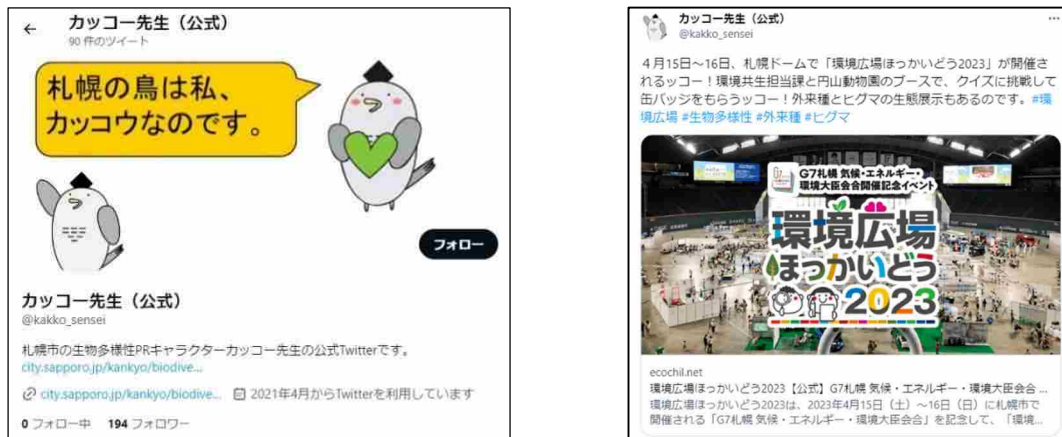 カッコー先生（公式）
90 件のツイート
札幌の鳥は私、
カッコウなのです。
フォロー
カッコー先生（公式）
@kakko_sensei
札幌市の生物多様性PRキャラクターカッコー先生の公式Twitterです。
city.sapporo.jp/kankyo/biodive...
city.sapporo.jp/kankyo/biodive... 2021年4月からTwitterを利用しています
0 フォロー中 194 フォロワー
カッコー先生（公式）
@kakko_sensei
４月15日～16日、札幌ドームで「環境広場ほっかいどう2023」が開催さ
れるッコー！環境共生担当課と円山動物園のブースで、クイズに挑戦して
缶バッジをもらうッコー！外来種とヒグマの生態展示もあるのです。#環
境広場 #生物多様性 #外来種 #ヒグマ
G7札幌 気候・エネルギー・
環境大臣会合開催記念イベント
環境広場
ほっかいどう
2023
ecochil.net
環境広場ほっかいどう2023【公式】G7札幌 気候・エネルギー・環境大臣会合 ...
環境広場ほっかいどう2023は、2023年4月15日（土）～16日（日）に札幌市で
開催される「G7札幌 気候・エネルギー・環境大臣会合」を記念して、「環境...